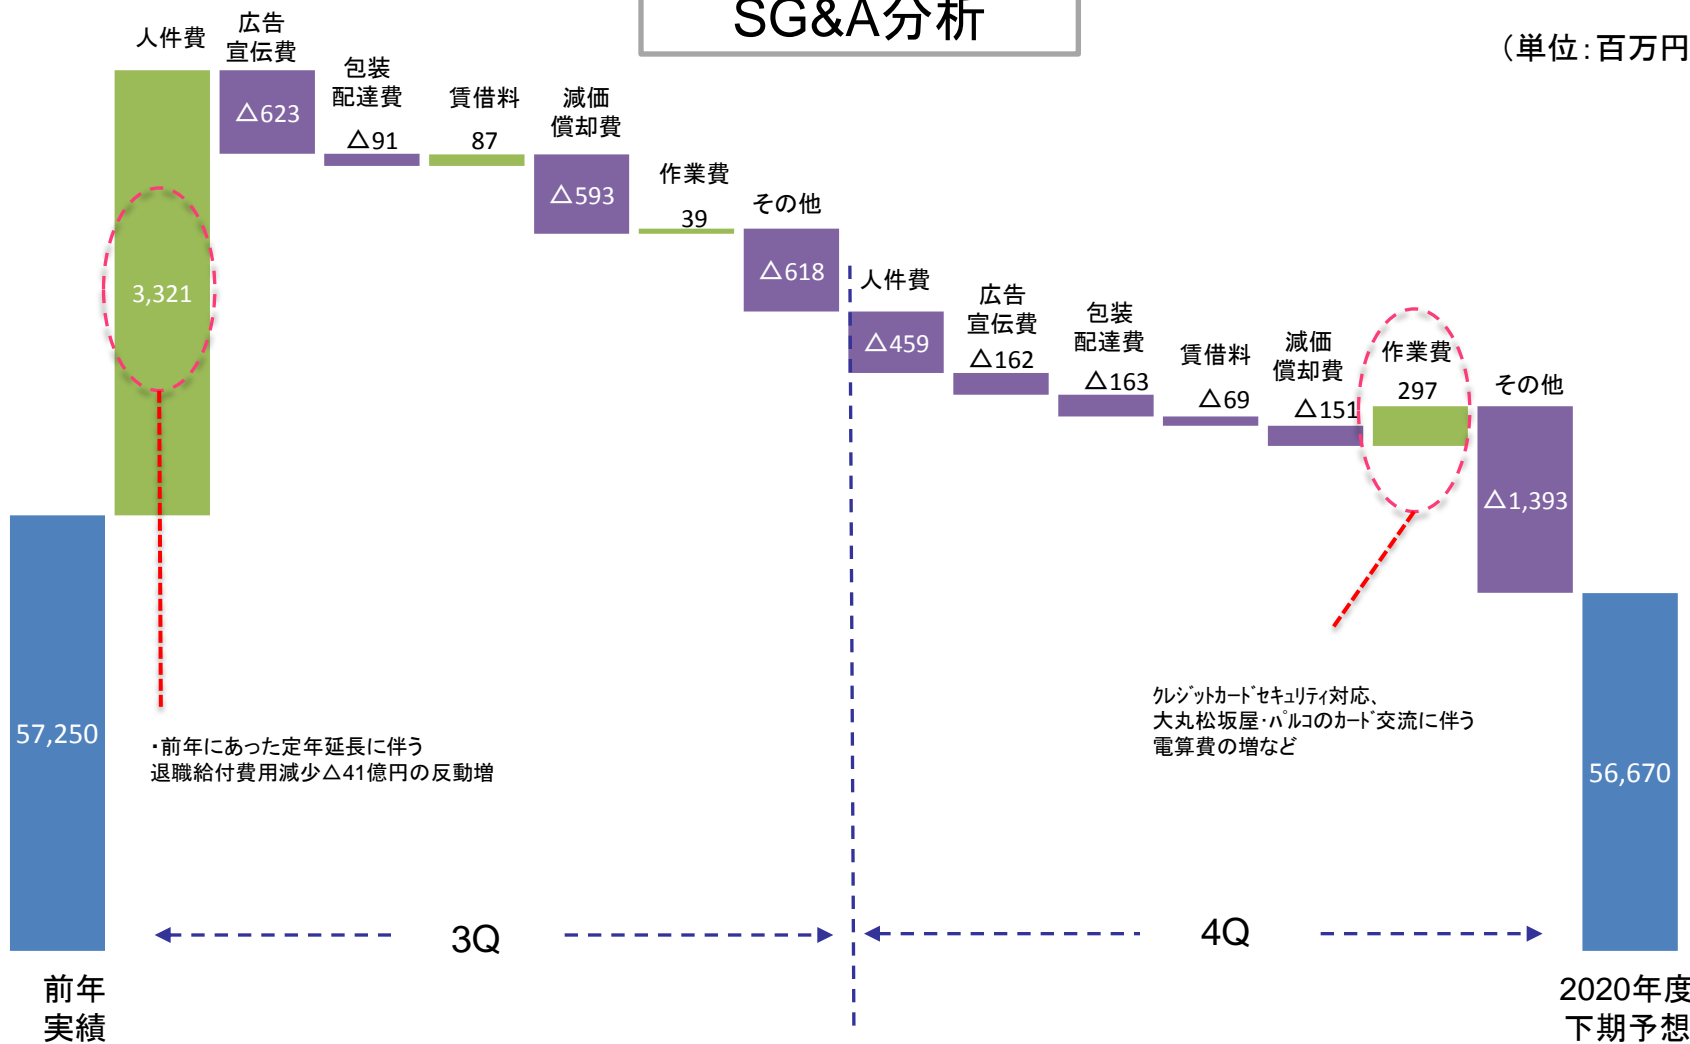 SG&A分析
（単位：百万円
人件費
広告
宣伝費
包装
配達費
賃借料
減価
償却費
作業費
その他
3,321
△623
△91
87
△593
39
△618
人件費
広告
宣伝費
包装
配達費
賃借料
減価
償却費
作業費
その他
△459
△162
△163
△69
△151
297
△1,393
57,250
・前年にあった定年延長に伴う
退職給付費用減少△41億円の反動増
ｸﾚｼﾞｯﾄｶｰﾄﾞｾｷｭﾘﾃｨ対応、
大丸松坂屋・ﾊﾟﾙｺのｶｰﾄﾞ交流に伴う
電算費の増など
56,670
3Q
4Q
前年
実績
2020年度
下期予想